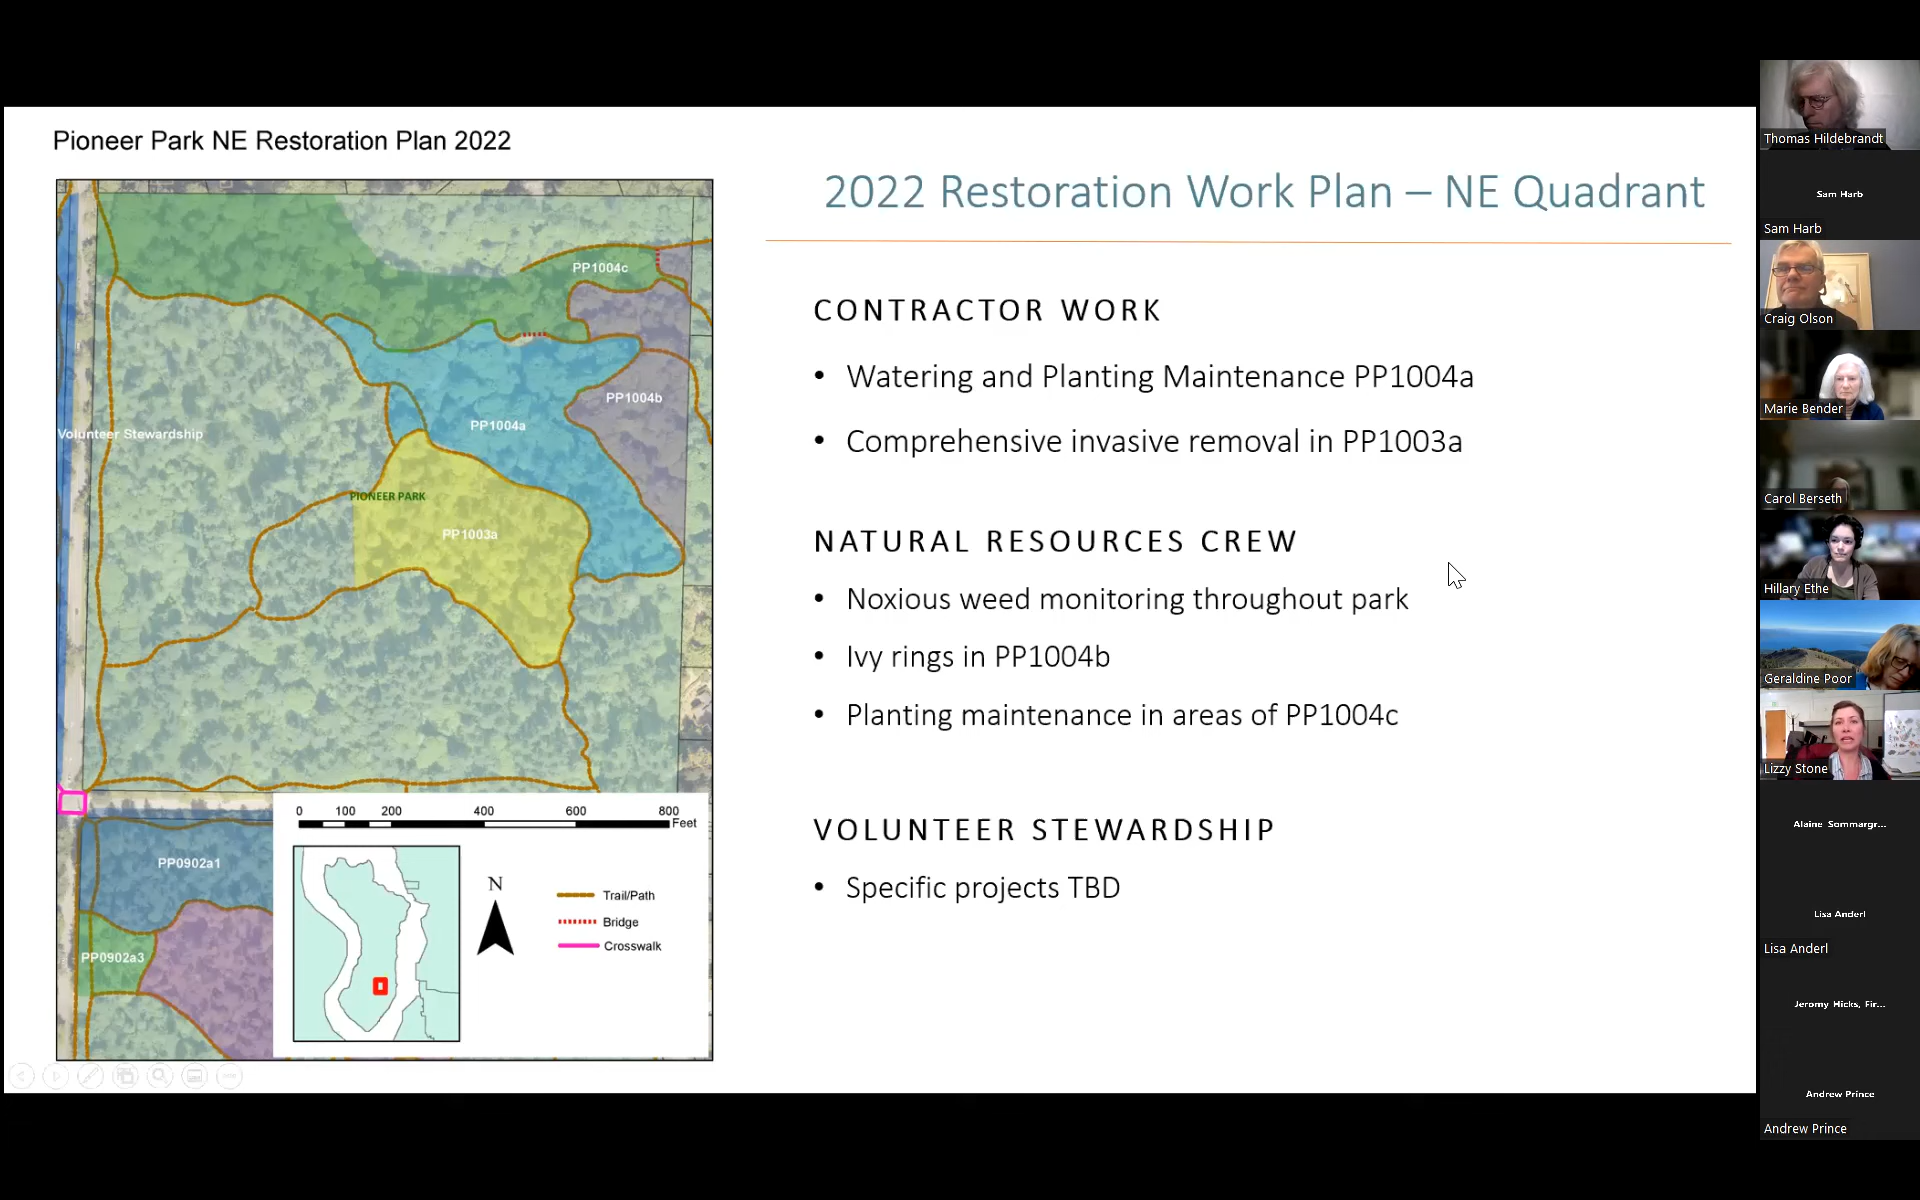 Pioneer Park NE Restoration Plan 2022
PP1004c
PP1004b
Volunteer Stewardship
PP1004a
PIONEER PARK
PP1003a
0 100 200 400 600 800
Feet
PP0902a1
PP0902a3
N
Trail/Path
Bridge
Crosswalk
2022 Restoration Work Plan – NE Quadrant
CONTRACTOR WORK
• Watering and Planting Maintenance PP1004a
• Comprehensive invasive removal in PP1003a
NATURAL RESOURCES CREW
• Noxious weed monitoring throughout park
• Ivy rings in PP1004b
• Planting maintenance in areas of PP1004c
VOLUNTEER STEWARDSHIP
• Specific projects TBD
Thomas Hildebrandt
Sam Harb
Sam Harb
Craig Olson
Marie Bender
Carol Berseth
Hillary Ethe
Geraldine Poor
Lizzy Stone
Alaine Sommargr...
Lisa Anderl
Lisa Anderl
Jeromy Hicks, Fir...
Andrew Prince
Andrew Prince